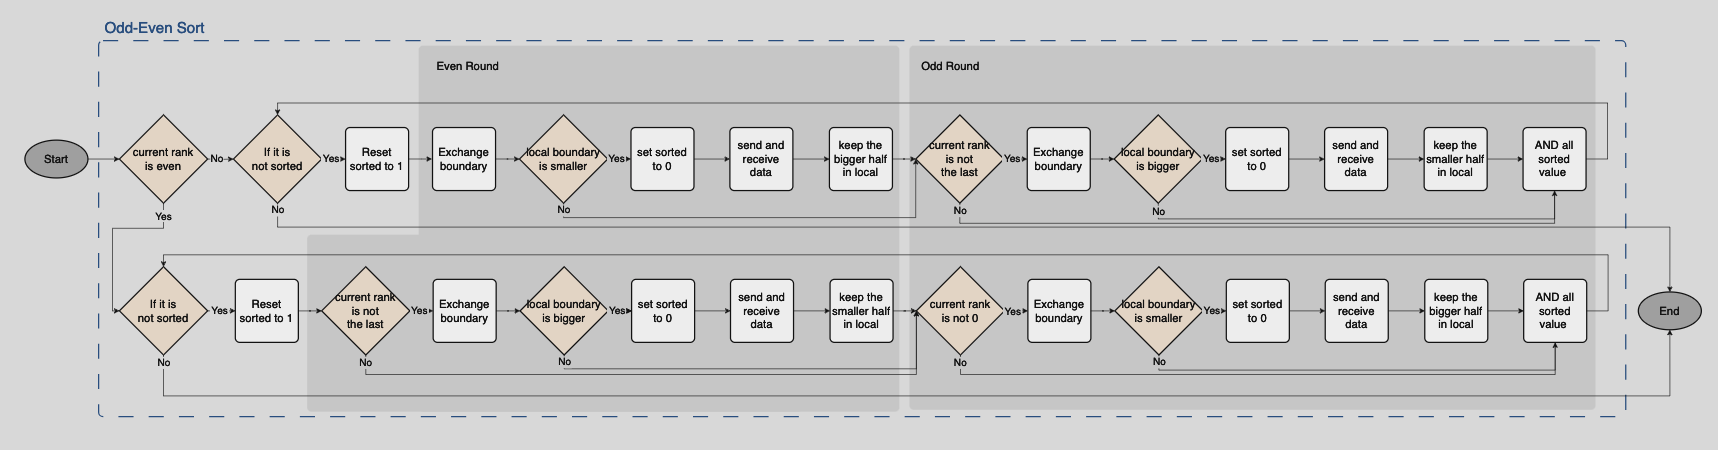 Odd-Even Sort
Even Round
Odd Round
Start
current rank
is even
No
If it is
not sorted
Yes
Reset
sorted to 1
Exchange
boundary
local boundary
is smaller
Yes
set sorted
to 0
send and
receive
data
keep the
bigger half
in local
current rank
is not
the last
Yes
Exchange
boundary
local boundary
is bigger
Yes
set sorted
to 0
send and
receive
data
keep the
smaller half
in local
AND all
sorted
value
Yes
No
No
No
No
If it is
not sorted
Yes
Reset
sorted to 1
current rank
is not
the last
Yes
Exchange
boundary
local boundary
is bigger
Yes
set sorted
to 0
send and
receive
data
keep the
smaller half
in local
current rank
is not 0
Yes
Exchange
boundary
local boundary
is smaller
Yes
set sorted
to 0
send and
receive
data
keep the
bigger half
in local
AND all
sorted
value
End
No
No
No
No
No